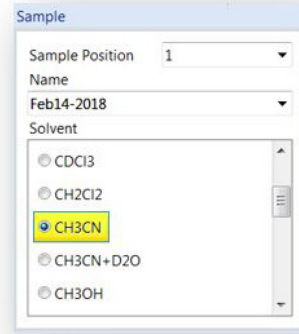 Sample
Sample Position 1
Name
Feb14-2018
Solvent
CDCl3
CH2Cl2
CH3CN
CH3CN+D2O
CH3OH